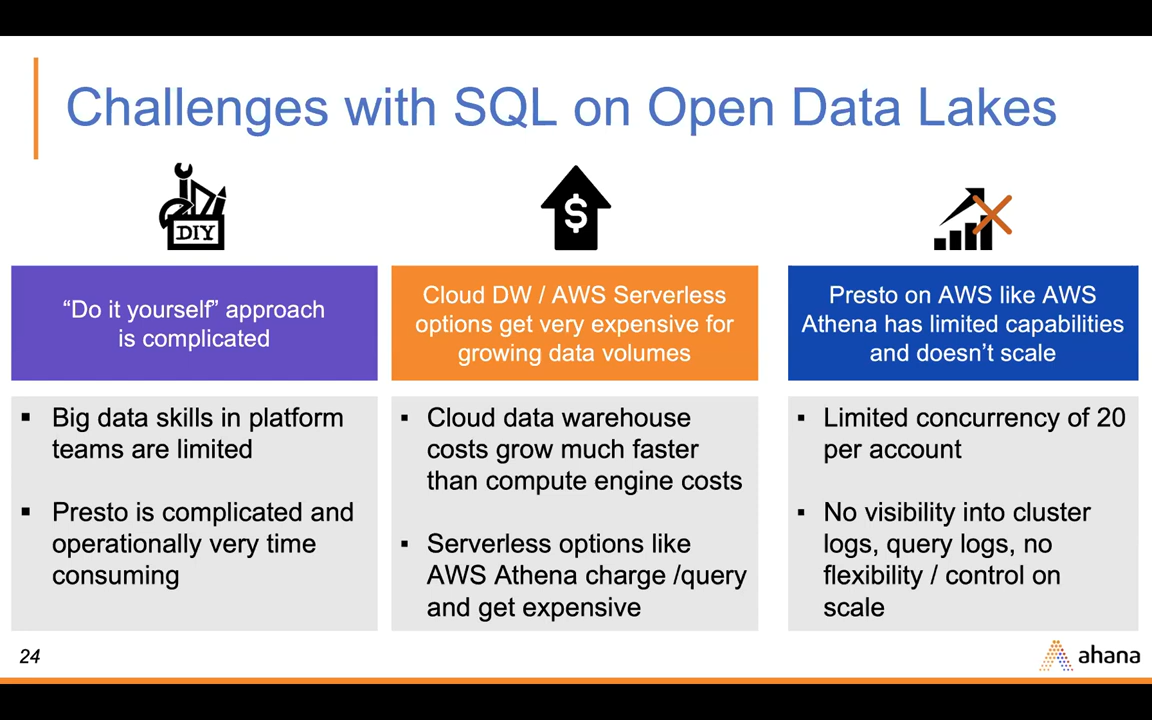 Challenges with SQL on Open Data Lakes
DIY
$
“Do it yourself” approach
is complicated
Cloud DW / AWS Serverless
options get very expensive for
growing data volumes
Presto on AWS like AWS
Athena has limited capabilities
and doesn’t scale
▪ Big data skills in platform
teams are limited
▪ Presto is complicated and
operationally very time
consuming
▪ Cloud data warehouse
costs grow much faster
than compute engine costs
▪ Serverless options like
AWS Athena charge /query
and get expensive
▪ Limited concurrency of 20
per account
▪ No visibility into cluster
logs, query logs, no
flexibility / control on
scale
24
ahana